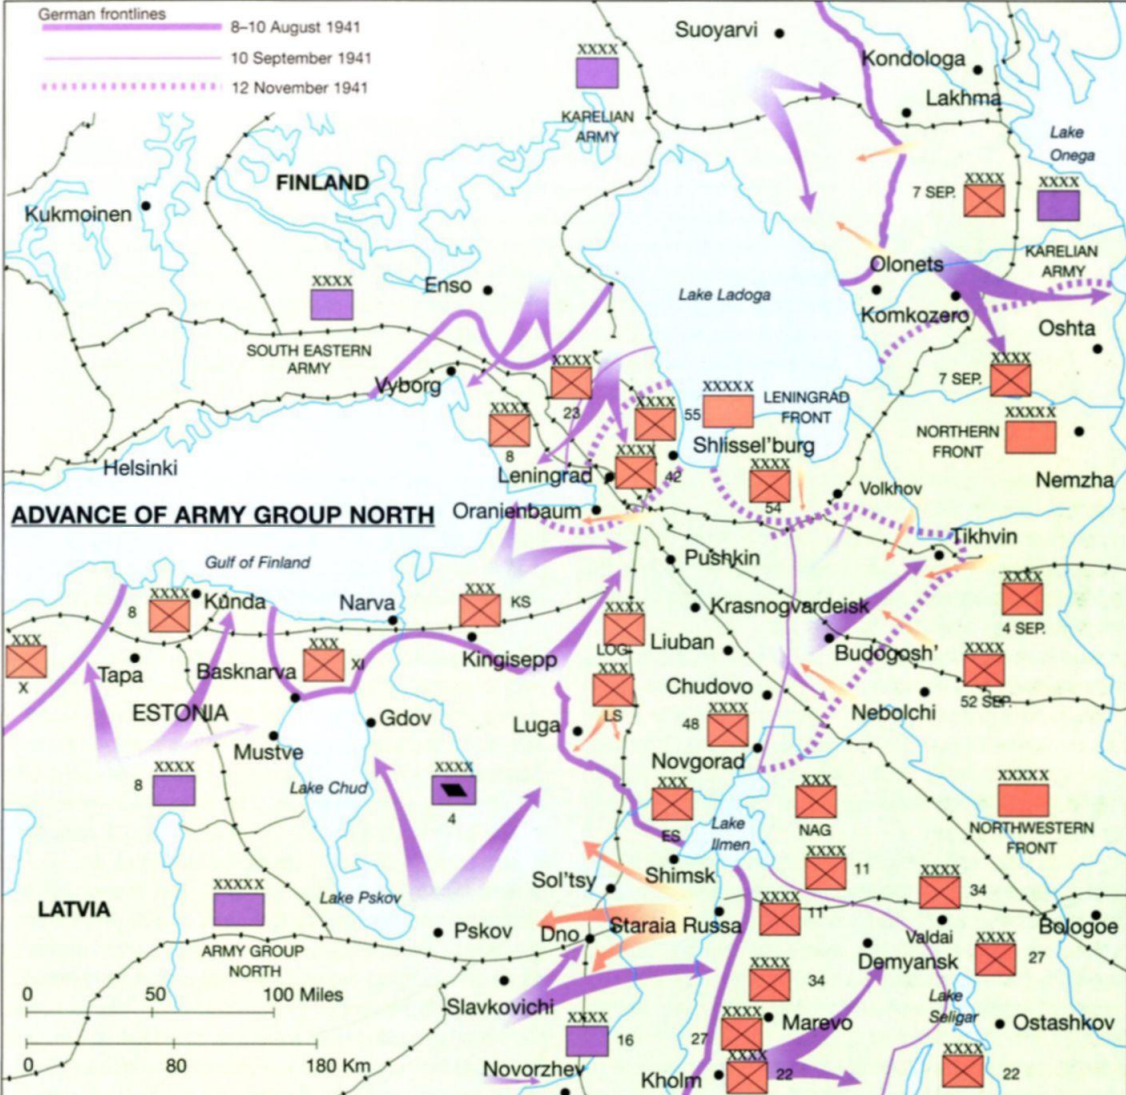 German frontlines
8–10 August 1941
10 September 1941
12 November 1941
Suoyarvi
XXXX
Kondologa
KARELIAN
ARMY
Lakhma
Lake
Onega
FINLAND
Kukmoinen
XXXX
7 SEP.
XXXX
KARELIAN
ARMY
XXXX
Olonets
Enso
Lake Ladoga
Komkozero
Oshta
SOUTH EASTERN
ARMY
Vyborg
XXXX
23
XXXX
7 SEP.
XXXX
8
XXXX
55
XXXXX
LENINGRAD
FRONT
XXXXX
NORTHERN
FRONT
Shlissel'burg
Helsinki
Leningrad
XXXX
42
XXXX
54
Nemzha
Volkhov
ADVANCE OF ARMY GROUP NORTH
Oranienbaum
Tikhvin
Gulf of Finland
Pushkin
XXXX
8
Kunda
Narva
XXX
KS
XXXX
4 SEP.
Krasnogvardeisk
XXXX
LOG
Liuban
XXX
X
Tapa
Basknarva
XXX
XI
Kingisepp
Budogosh'
XXXX
52 SEP.
XXX
LS
Chudovo
ESTONIA
Gdov
Luga
XXXX
48
Nebolchi
Mustve
Novgorod
XXXX
8
Lake Chud
XXXX
4
XXX
ES
XXX
NAG
XXXXX
NORTHWESTERN
FRONT
Lake
Ilmen
Shimsk
XXXX
11
Sol'tsy
XXXX
34
LATVIA
XXXXX
ARMY GROUP
NORTH
Lake Pskov
Pskov
Dno
Staraia Russa
XXXX
11
Valdai
Bologoe
XXXX
27
Demyansk
XXXX
34
0 50 100 Miles
Slavkovichi
Lake
Seligar
Ostashkov
XXXX
16
XXXX
27
Marevo
0 80 180 Km
Novorzhev
Kholm
XXXX
22
XXXX
22